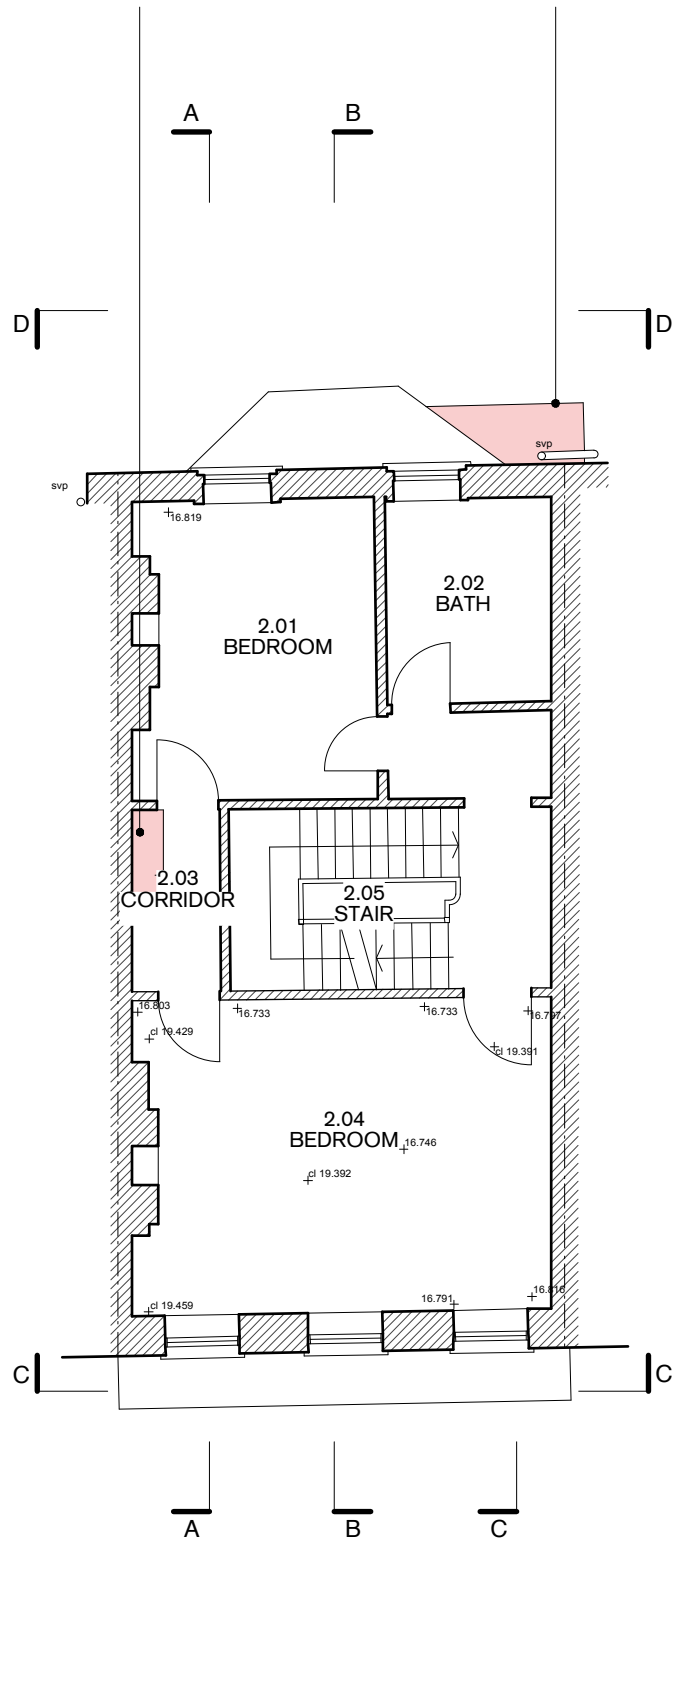 A
B
D
D
svp
svp
16.819
2.02
BATH
2.01
BEDROOM
2.03
CORRIDOR
2.05
STAIR
16.803
16.733
16.733
16.797
cl 19.429
cl 19.391
2.04
BEDROOM
16.746
cl 19.392
cl 19.459
16.791
16.816
C
C
A
B
C